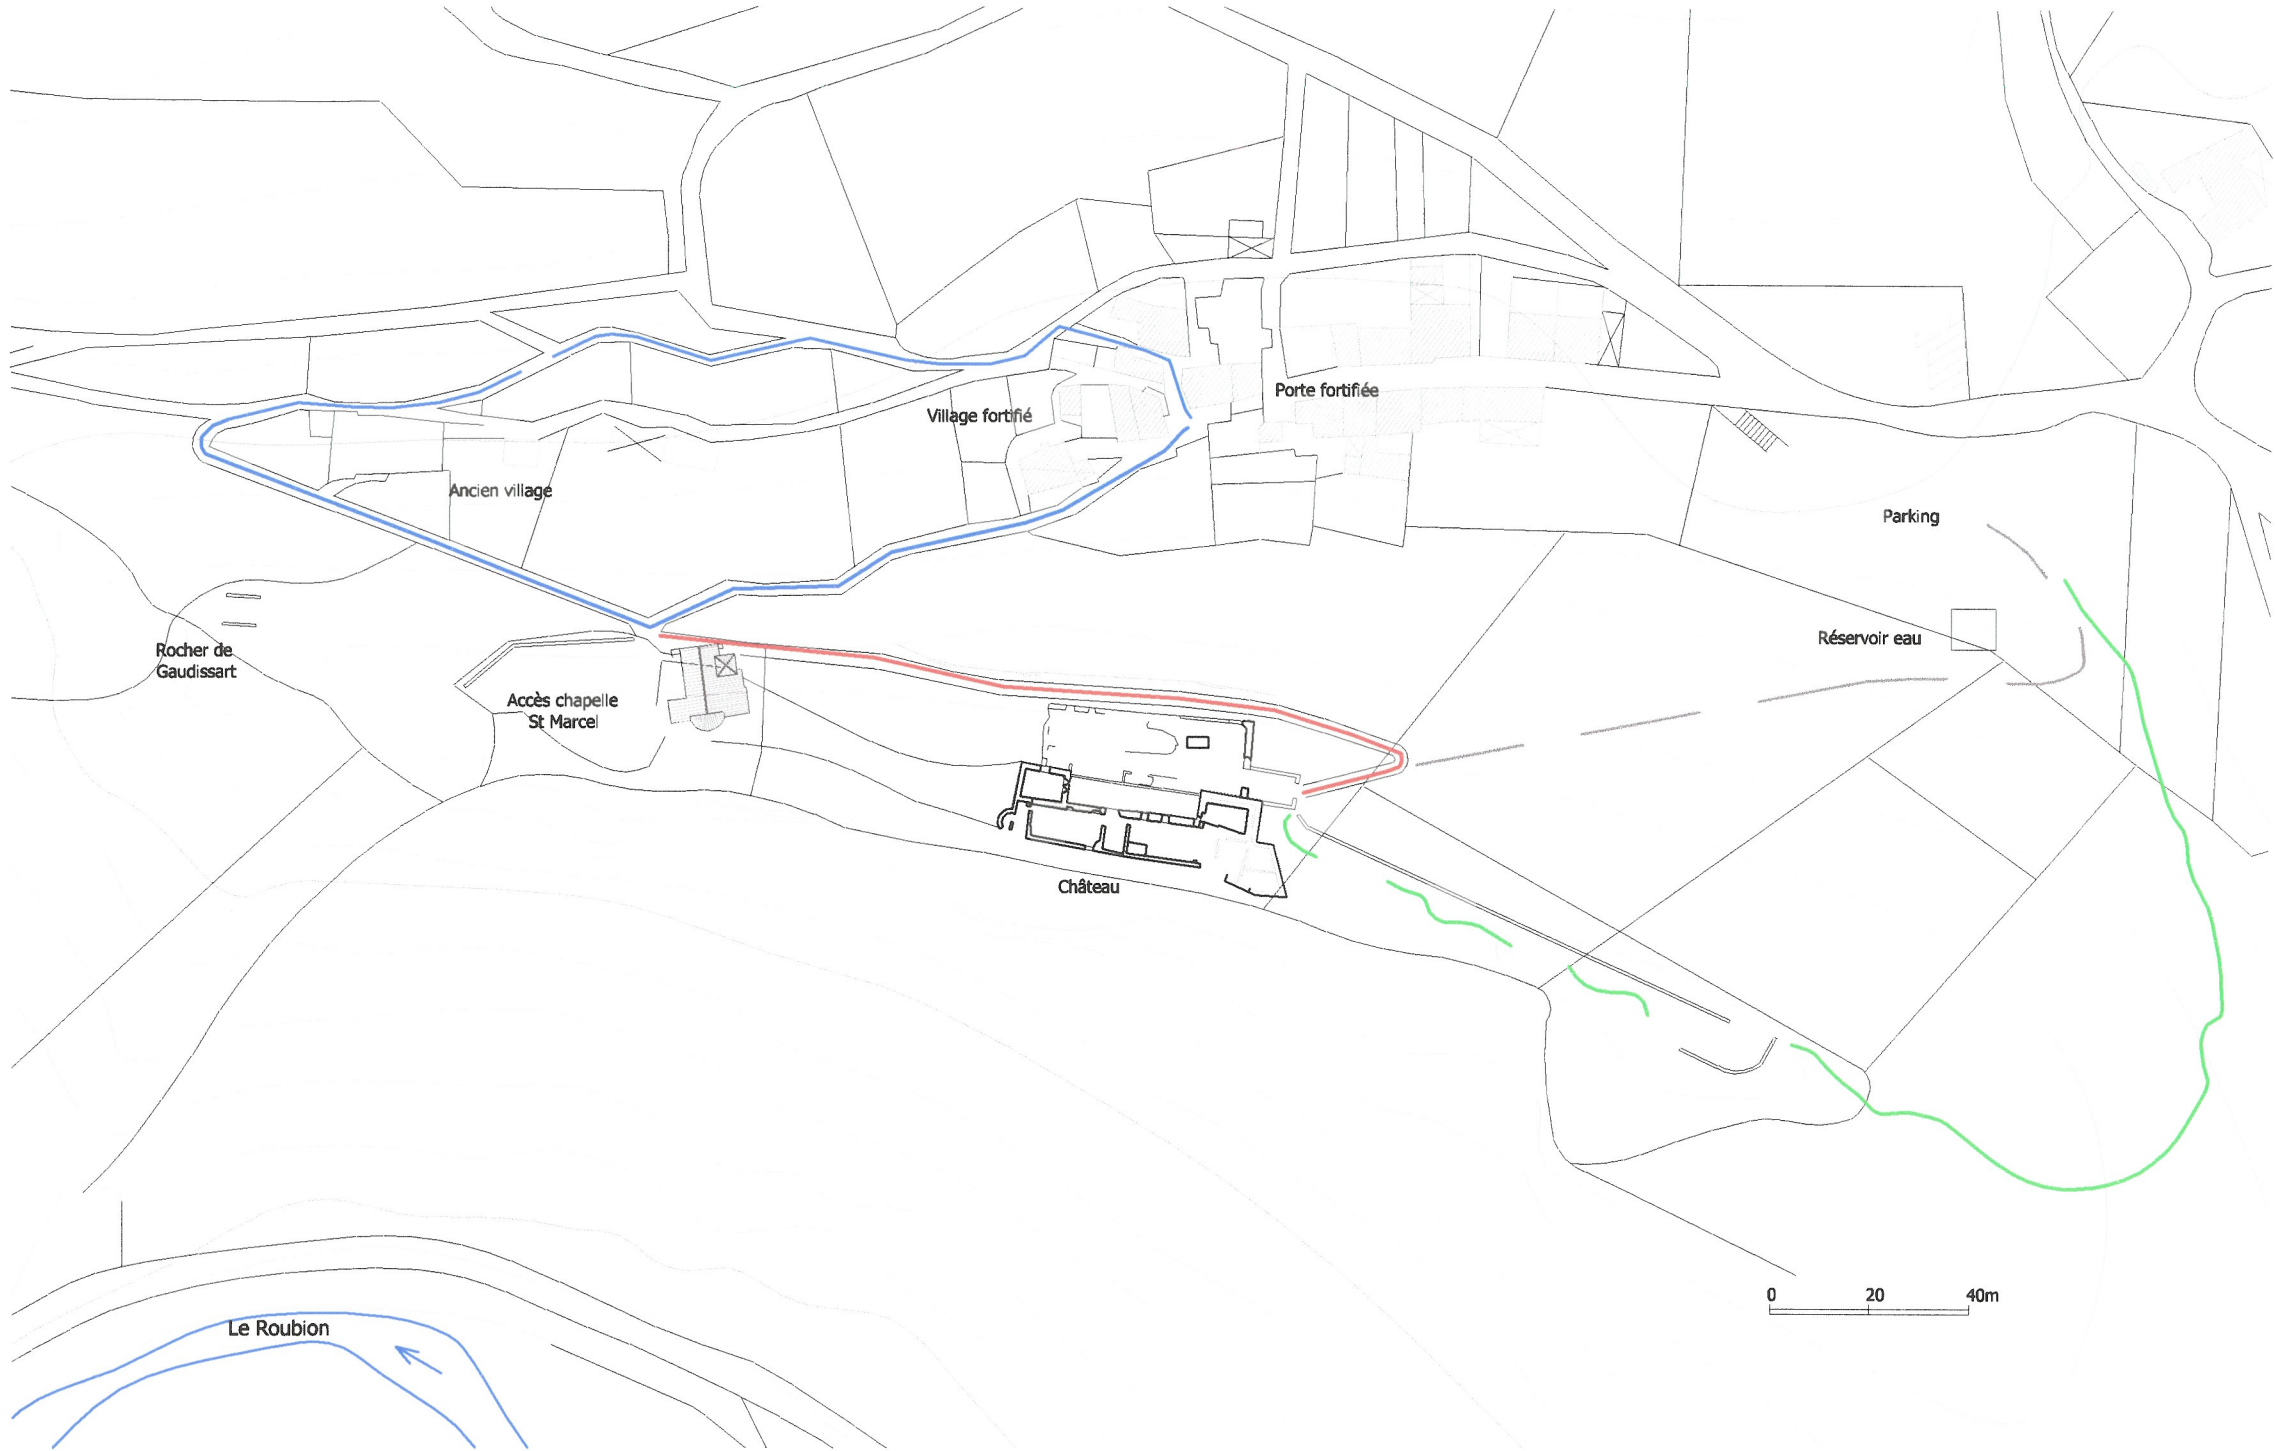 Porte fortifiée
Village fortifié
Ancien village
Parking
Réservoir eau
Rocher de
Gaudissart
Accès chapelle
St Marcel
Château
0 20 40m
Le Roubion